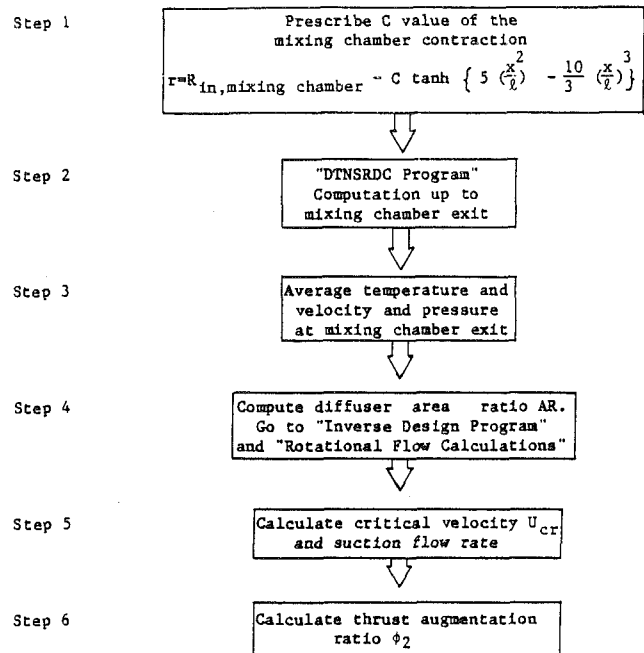 Step 1
Prescribe C value of the
mixing chamber contraction
r=R_in,mixing chamber - C tanh { 5 (x/ℓ)^2 - 10/3 (x/ℓ)^3 }
Step 2
"DTNSRDC Program"
Computation up to
mixing chamber exit
Step 3
Average temperature and
velocity and pressure
at mixing chamber exit
Step 4
Compute diffuser area ratio AR.
Go to "Inverse Design Program"
and "Rotational Flow Calculations"
Step 5
Calculate critical velocity U_cr
and suction flow rate
Step 6
Calculate thrust augmentation
ratio ϕ_2